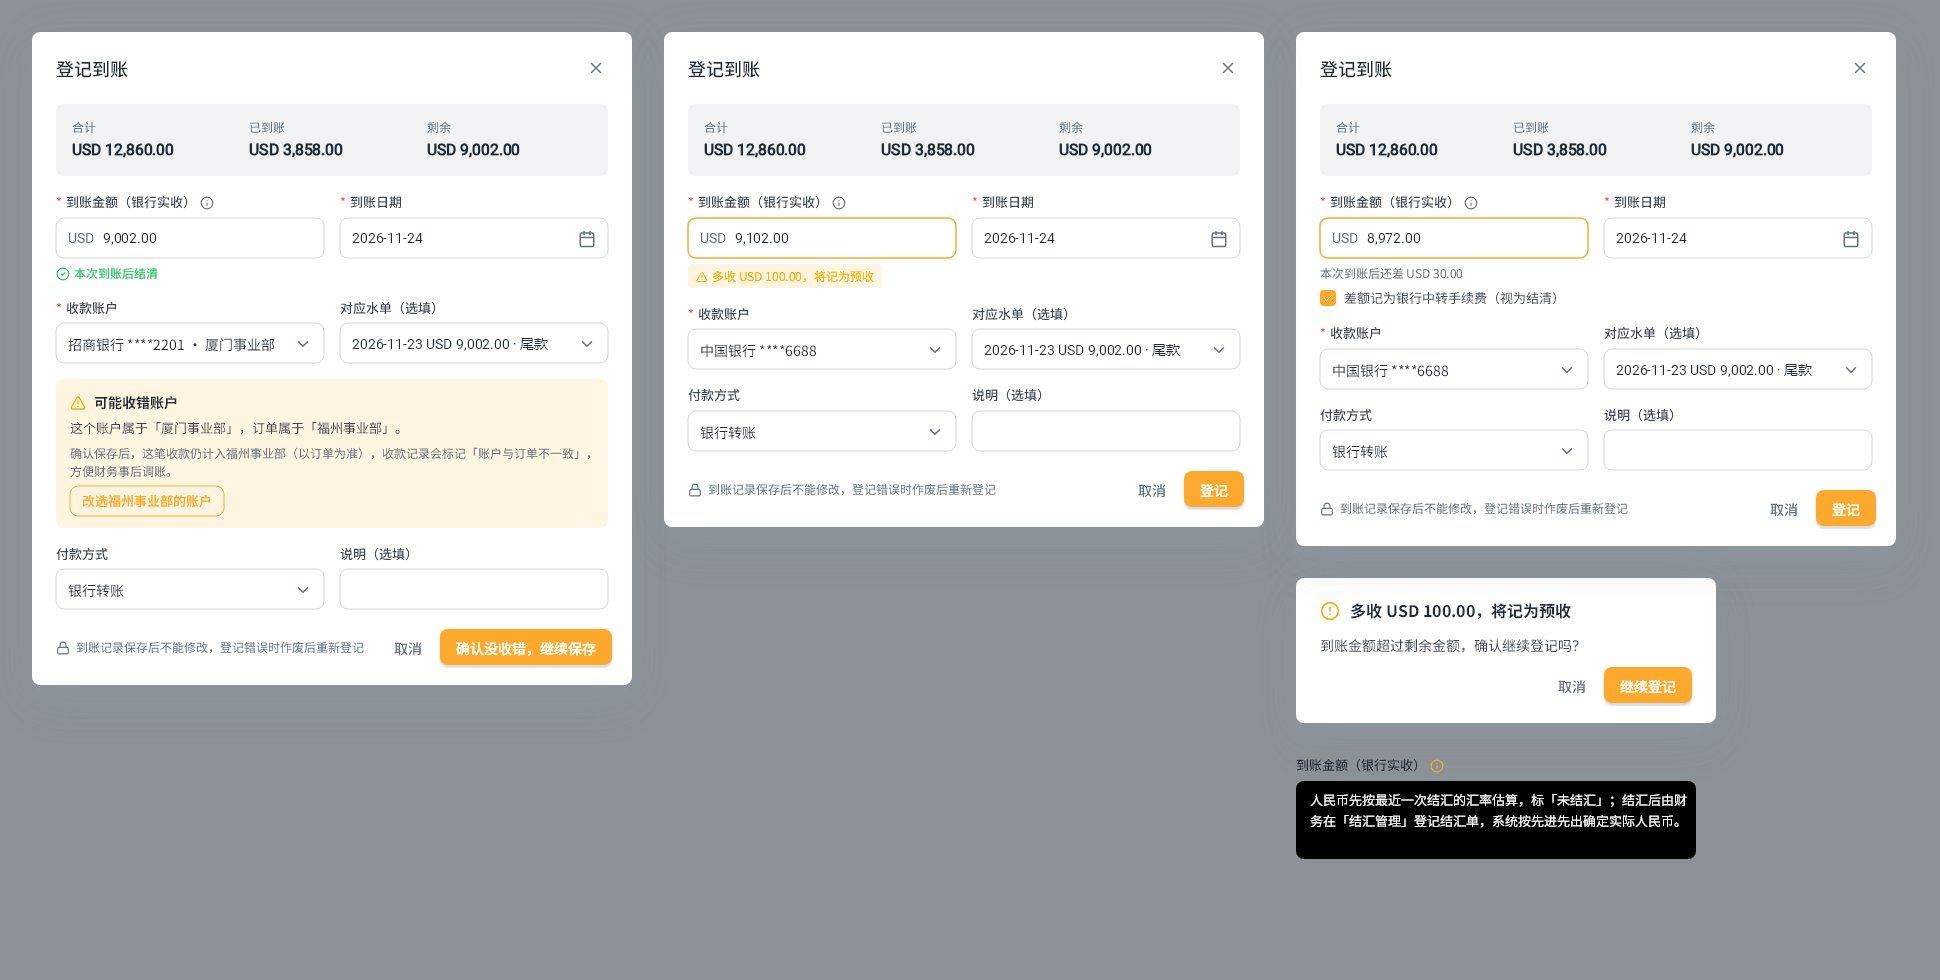 登记到账
合计 已到账 剩余
USD 12,860.00 USD 3,858.00 USD 9,002.00
* 到账金额（银行实收） * 到账日期
USD 9,002.00 2026-11-24
本次到账后结清
* 收款账户 对应水单（选填）
招商银行 ****2201 · 厦门事业部 2026-11-23 USD 9,002.00 · 尾款
可能收错账户
这个账户属于「厦门事业部」，订单属于「福州事业部」。
确认保存后，这笔收款仍计入福州事业部（以订单为准），收款记录会标记「账户与订单不一致」，
方便财务事后调账。
改选福州事业部的账户
付款方式 说明（选填）
银行转账
到账记录保存后不能修改，登记错误时作废后重新登记 取消 确认没收错，继续保存
登记到账
合计 已到账 剩余
USD 12,860.00 USD 3,858.00 USD 9,002.00
* 到账金额（银行实收） * 到账日期
USD 9,102.00 2026-11-24
多收 USD 100.00，将记为预收
* 收款账户 对应水单（选填）
中国银行 ****6688 2026-11-23 USD 9,002.00 · 尾款
付款方式 说明（选填）
银行转账
到账记录保存后不能修改，登记错误时作废后重新登记 取消 登记
登记到账
合计 已到账 剩余
USD 12,860.00 USD 3,858.00 USD 9,002.00
* 到账金额（银行实收） * 到账日期
USD 8,972.00 2026-11-24
本次到账后还差 USD 30.00
差额记为银行中转手续费（视为结清）
* 收款账户 对应水单（选填）
中国银行 ****6688 2026-11-23 USD 9,002.00 · 尾款
付款方式 说明（选填）
银行转账
到账记录保存后不能修改，登记错误时作废后重新登记 取消 登记
多收 USD 100.00，将记为预收
到账金额超过剩余金额，确认继续登记吗？
取消 继续登记
到账金额（银行实收）
人民币先按最近一次结汇的汇率估算，标「未结汇」；结汇后由财
务在「结汇管理」登记结汇单，系统按先进先出确定实际人民币。